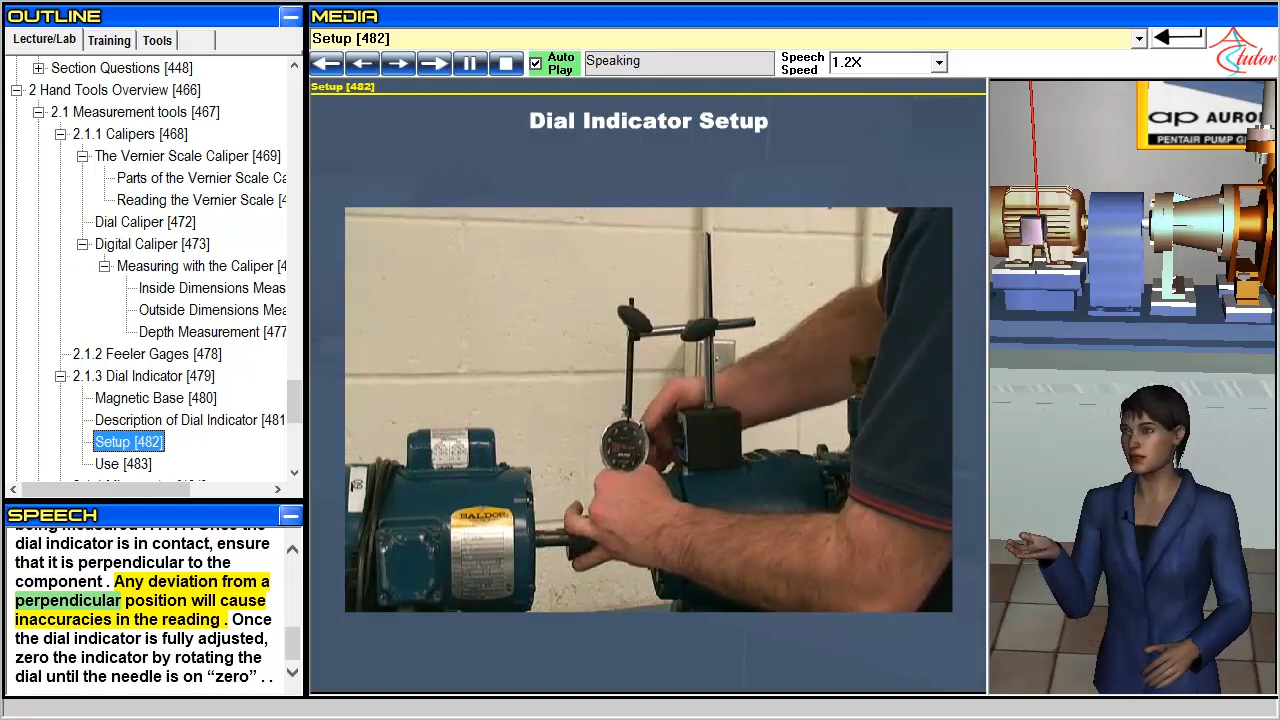 OUTLINE
Lecture/Lab Training Tools
Section Questions [448]
2 Hand Tools Overview [466]
2.1 Measurement tools [467]
2.1.1 Calipers [468]
The Vernier Scale Caliper [469]
Parts of the Vernier Scale Ca
Reading the Vernier Scale [4
Dial Caliper [472]
Digital Caliper [473]
Measuring with the Caliper [4
Inside Dimensions Meas
Outside Dimensions Mea
Depth Measurement [477
2.1.2 Feeler Gages [478]
2.1.3 Dial Indicator [479]
Magnetic Base [480]
Description of Dial Indicator [481
Setup [482]
Use [483]
SPEECH
dial indicator is in contact, ensure
that it is perpendicular to the
component . Any deviation from a
perpendicular position will cause
inaccuracies in the reading . Once
the dial indicator is fully adjusted,
zero the indicator by rotating the
dial until the needle is on “zero” . .
MEDIA
Setup [482]
Auto
Play
Speaking
Speech
Speed
1.2X
tutor
Setup [482]
Dial Indicator Setup
BALDOR
ap AURO
PENTAIR PUMP G